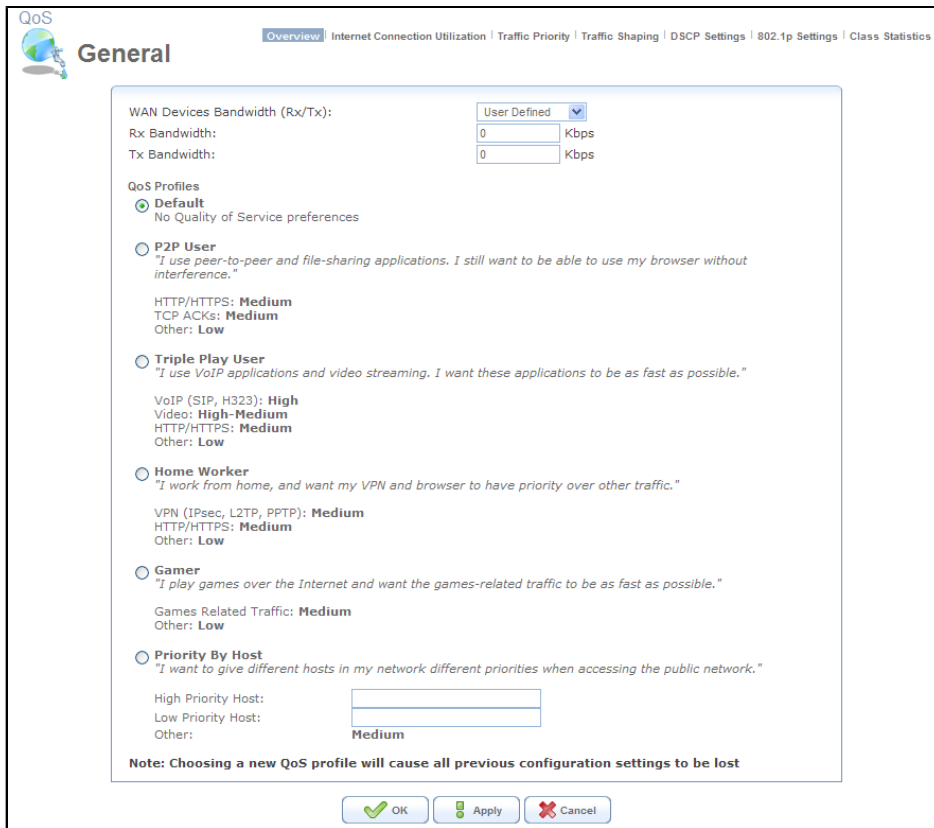 QoS
General
Overview | Internet Connection Utilization | Traffic Priority | Traffic Shaping | DSCP Settings | 802.1p Settings | Class Statistics
WAN Devices Bandwidth (Rx/Tx): User Defined
Rx Bandwidth: 0 Kbps
Tx Bandwidth: 0 Kbps
QoS Profiles
Default
No Quality of Service preferences
P2P User
"I use peer-to-peer and file-sharing applications. I still want to be able to use my browser without
interference."
HTTP/HTTPS: Medium
TCP ACKs: Medium
Other: Low
Triple Play User
"I use VoIP applications and video streaming. I want these applications to be as fast as possible."
VoIP (SIP, H323): High
Video: High-Medium
HTTP/HTTPS: Medium
Other: Low
Home Worker
"I work from home, and want my VPN and browser to have priority over other traffic."
VPN (IPsec, L2TP, PPTP): Medium
HTTP/HTTPS: Medium
Other: Low
Gamer
"I play games over the Internet and want the games-related traffic to be as fast as possible."
Games Related Traffic: Medium
Other: Low
Priority By Host
"I want to give different hosts in my network different priorities when accessing the public network."
High Priority Host:
Low Priority Host:
Other: Medium
Note: Choosing a new QoS profile will cause all previous configuration settings to be lost
OK Apply Cancel